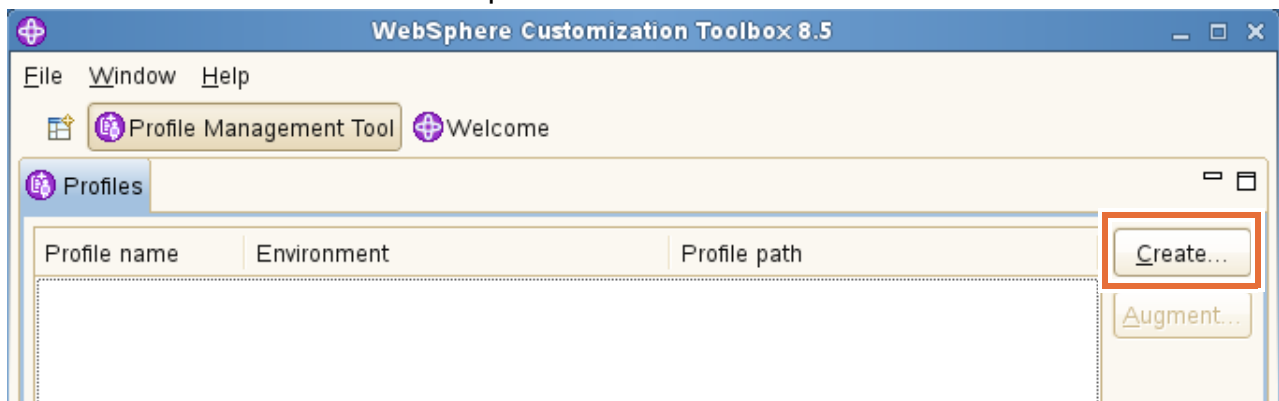 WebSphere Customization Toolbox 8.5
File Window Help
Profile Management Tool Welcome
Profiles
Profile name Environment Profile path Create...
Augment...